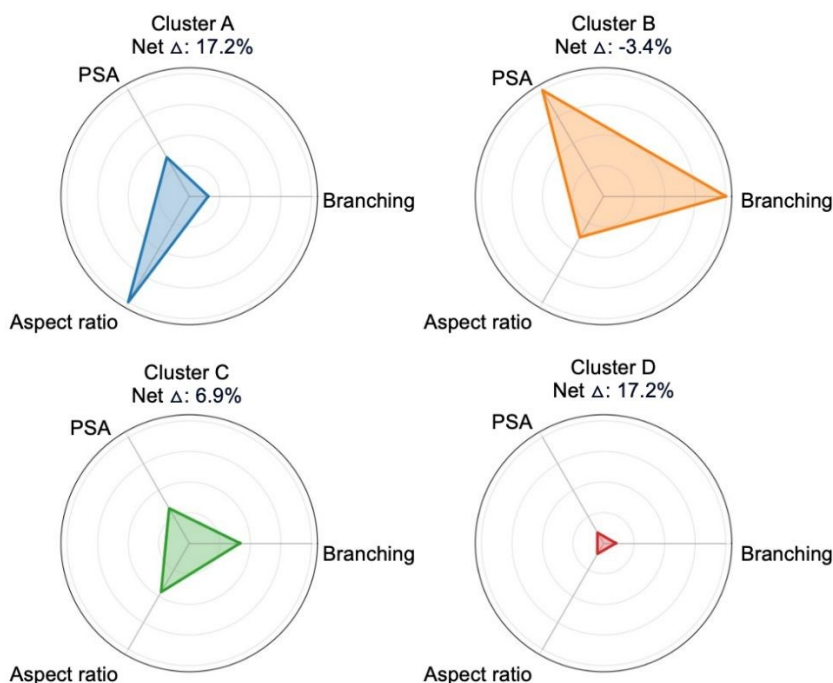 Cluster A
Net △: 17.2%
PSA
Branching
Aspect ratio
Cluster B
Net △: -3.4%
PSA
Branching
Aspect ratio
Cluster C
Net △: 6.9%
PSA
Branching
Aspect ratio
Cluster D
Net △: 17.2%
PSA
Branching
Aspect ratio